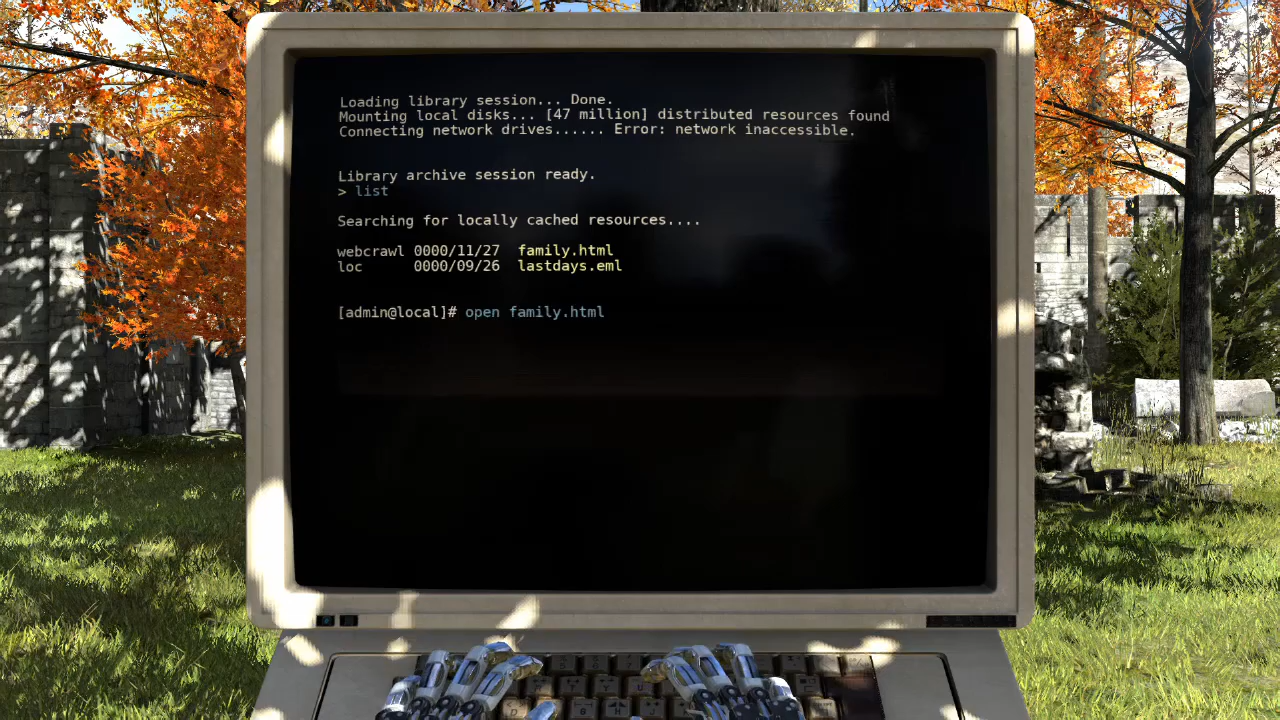 Loading library session... Done.
Mounting local disks... [47 million] distributed resources found
Connecting network drives...... Error: network inaccessible.
Library archive session ready.
> list
Searching for locally cached resources....
webcrawl 0000/11/27 family.html
loc 0000/09/26 lastdays.eml
[admin@local]# open family.html